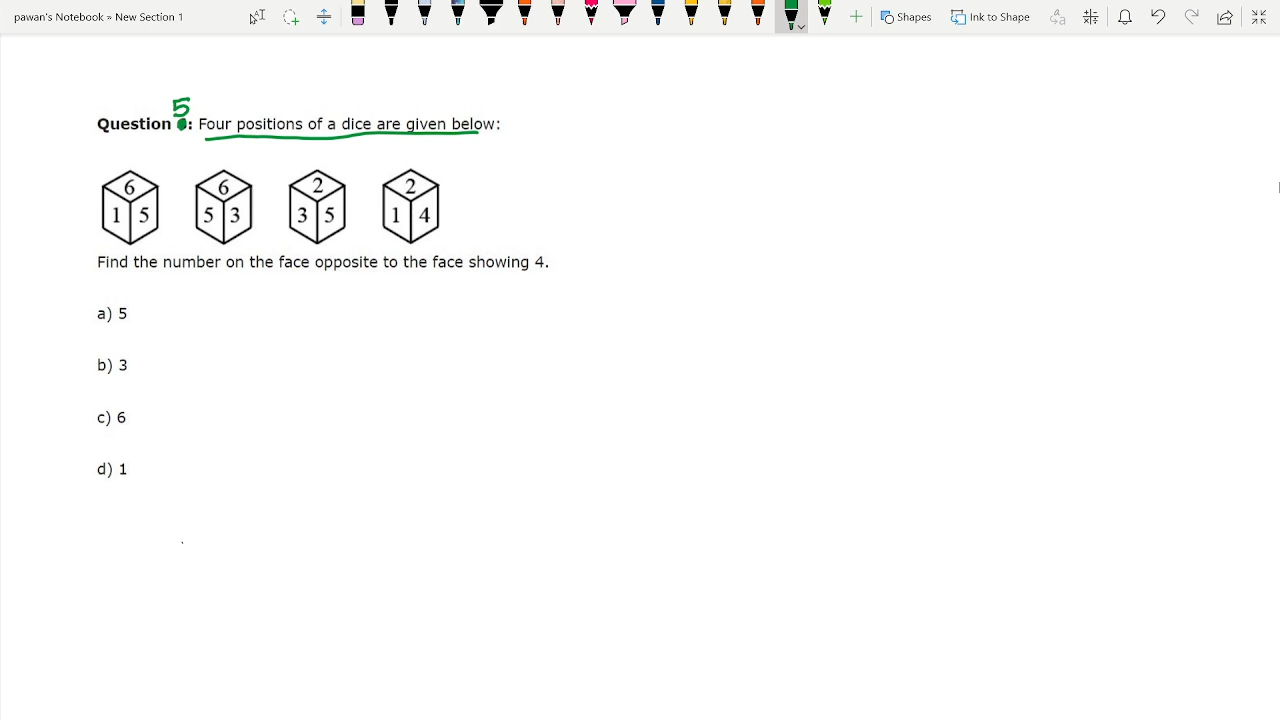 pawan's Notebook » New Section 1
Shapes
Ink to Shape
5
Question : Four positions of a dice are given below:
6 6 2 2
1 5 5 3 3 5 1 4
Find the number on the face opposite to the face showing 4.
a) 5
b) 3
c) 6
d) 1